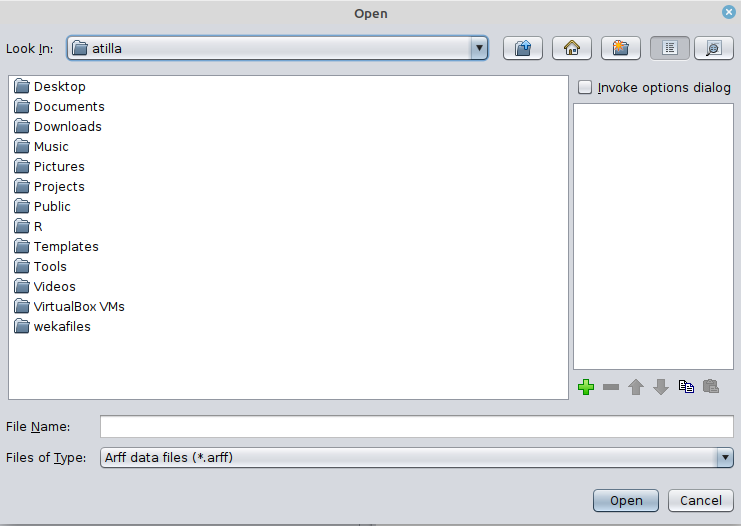 Open
Look In: atilla
Invoke options dialog
Desktop
Documents
Downloads
Music
Pictures
Projects
Public
R
Templates
Tools
Videos
VirtualBox VMs
wekafiles
File Name:
Files of Type: Arff data files (*.arff)
Open Cancel